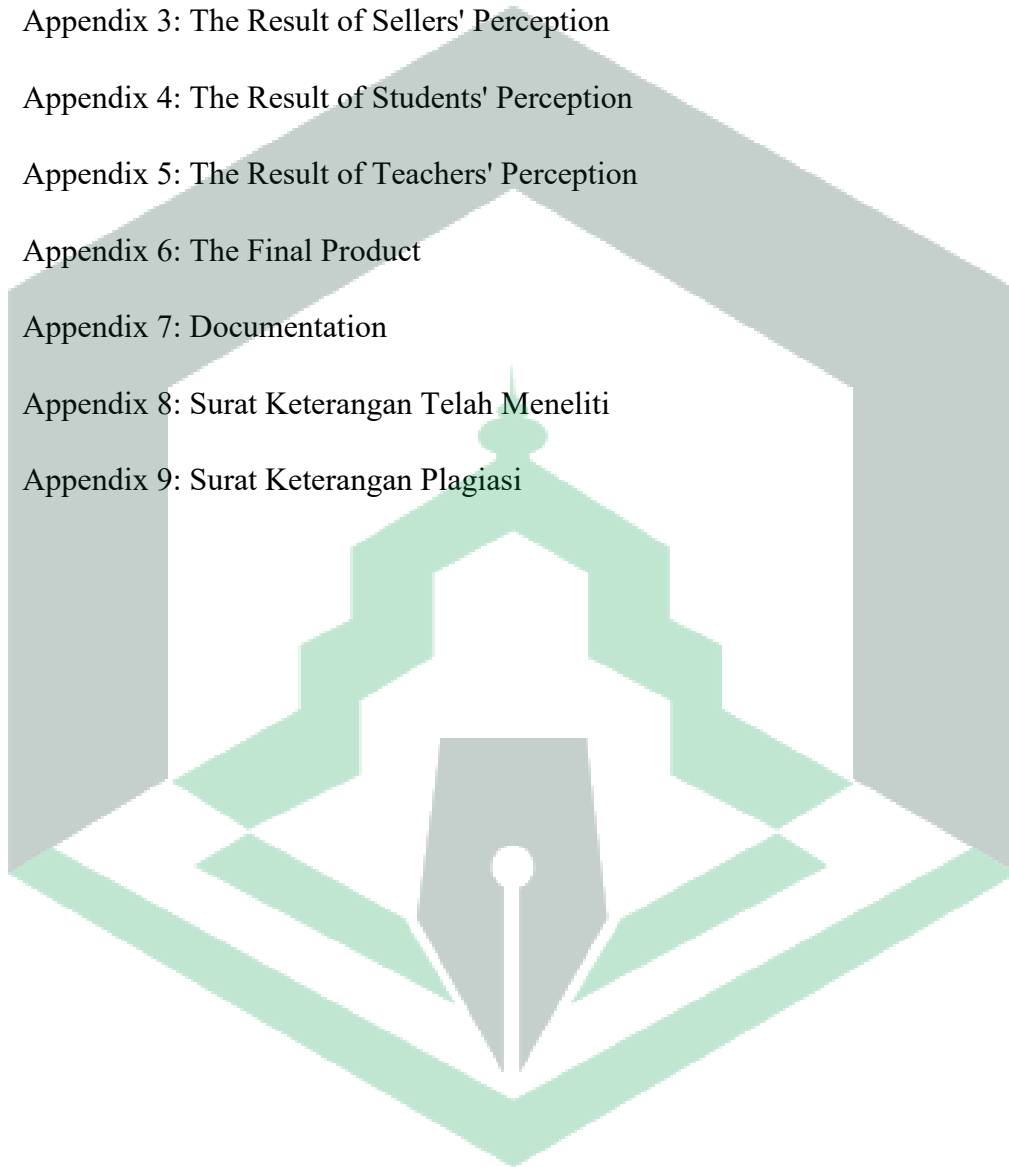 Appendix 3: The Result of Sellers' Perception
Appendix 4: The Result of Students' Perception
Appendix 5: The Result of Teachers' Perception
Appendix 6: The Final Product
Appendix 7: Documentation
Appendix 8: Surat Keterangan Telah Meneliti
Appendix 9: Surat Keterangan Plagiasi